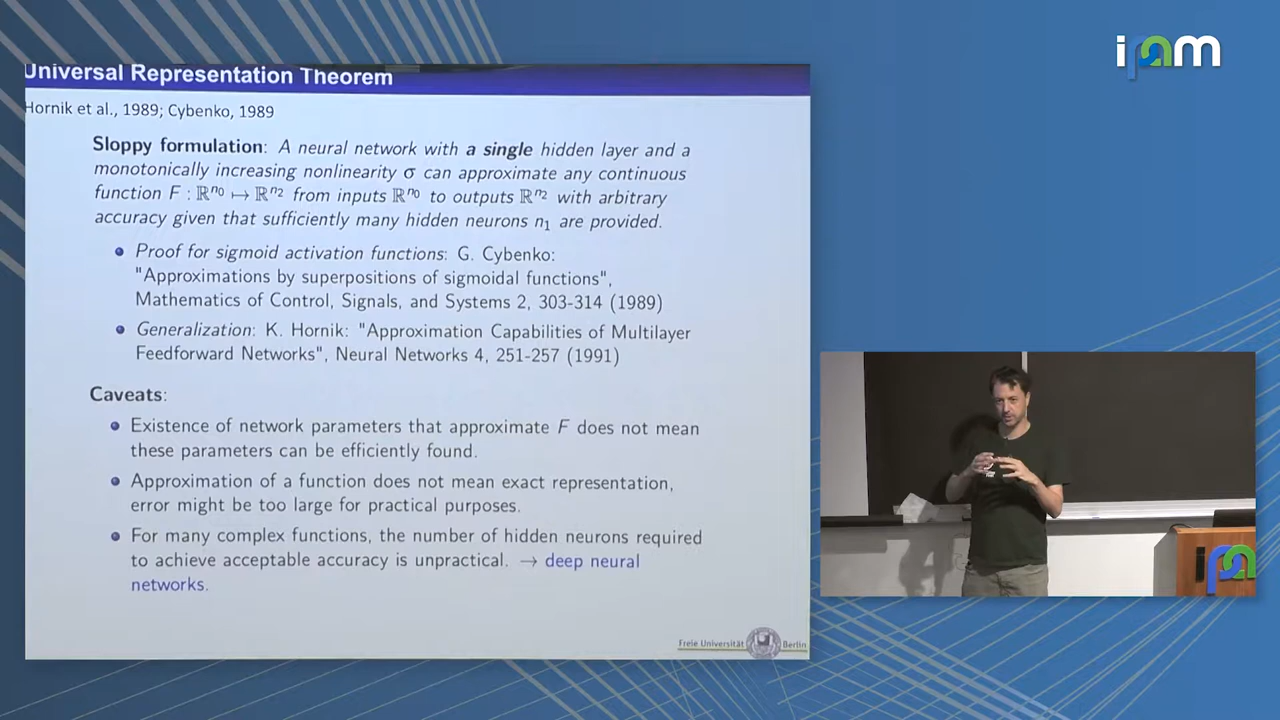 ipam
Universal Representation Theorem
Hornik et al., 1989; Cybenko, 1989
Sloppy formulation: A neural network with a single hidden layer and a
monotonically increasing nonlinearity σ can approximate any continuous
function F : ℝⁿ⁰ ↦ ℝⁿ² from inputs ℝⁿ⁰ to outputs ℝⁿ² with arbitrary
accuracy given that sufficiently many hidden neurons n₁ are provided.
Proof for sigmoid activation functions: G. Cybenko:
"Approximations by superpositions of sigmoidal functions",
Mathematics of Control, Signals, and Systems 2, 303-314 (1989)
Generalization: K. Hornik: "Approximation Capabilities of Multilayer
Feedforward Networks", Neural Networks 4, 251-257 (1991)
Caveats:
Existence of network parameters that approximate F does not mean
these parameters can be efficiently found.
Approximation of a function does not mean exact representation,
error might be too large for practical purposes.
For many complex functions, the number of hidden neurons required
to achieve acceptable accuracy is unpractical. → deep neural
networks.
Freie Universität Berlin
ipa